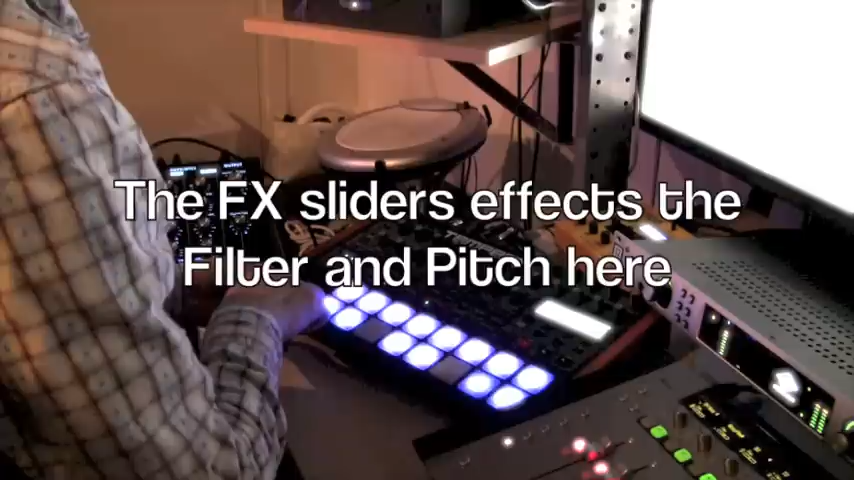 The FX sliders effects the
Filter and Pitch here